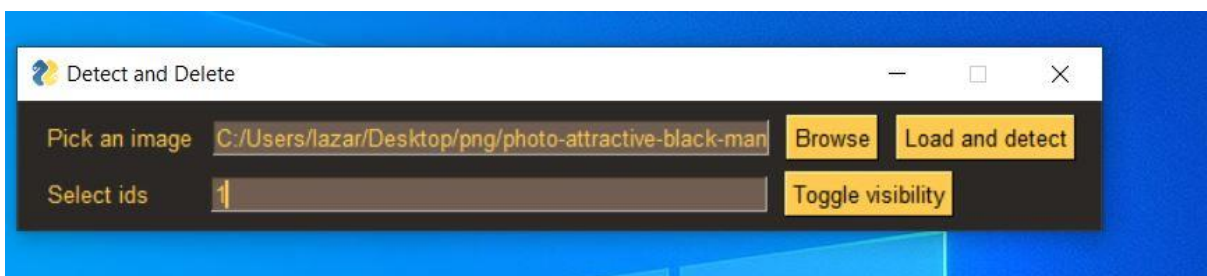 Detect and Delete
Pick an image C:/Users/lazar/Desktop/png/photo-attractive-black-man Browse Load and detect
Select ids 1 Toggle visibility